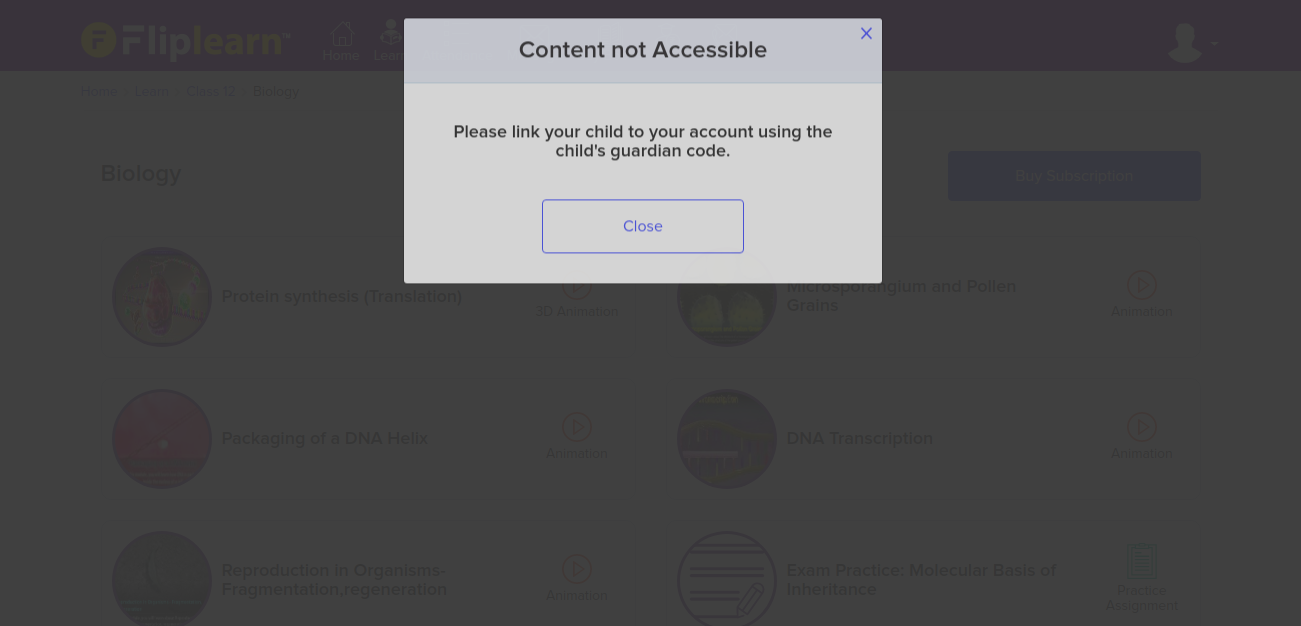 Fliplearn™
Home
Learn
Content not Accessible
X
Home › Learn › Class 12 › Biology
Please link your child to your account using the
child's guardian code.
Close
Biology
Buy Subscription
Protein synthesis (Translation)
3D Animation
Microsporangium and Pollen
Grains
Animation
Packaging of a DNA Helix
Animation
DNA Transcription
Animation
Reproduction in Organisms-
Fragmentation,regeneration
Animation
Exam Practice: Molecular Basis of
Inheritance
Practice
Assignment